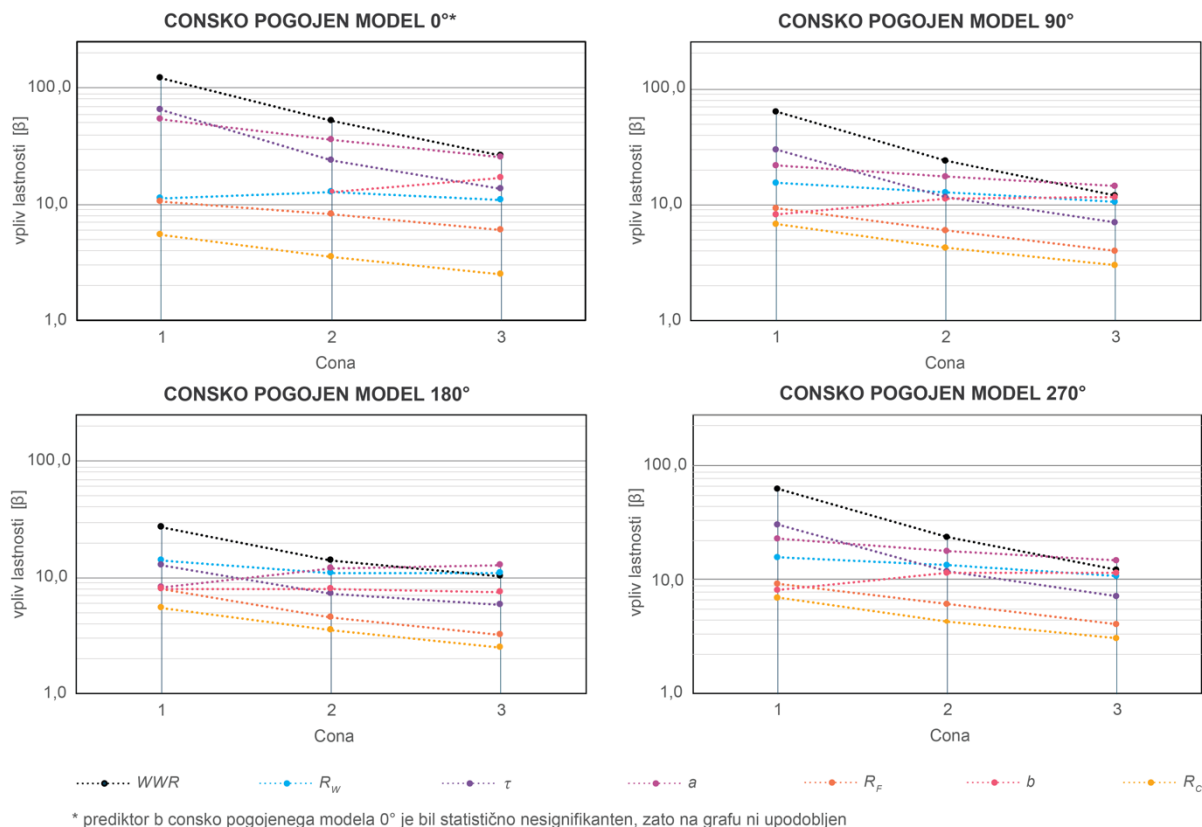 CONSKO POGOJEN MODEL 0°*
vpliv lastnosti [β]
100,0
10,0
1,0
1 2 3
Cona
CONSKO POGOJEN MODEL 90°
vpliv lastnosti [β]
100,0
10,0
1,0
1 2 3
Cona
CONSKO POGOJEN MODEL 180°
vpliv lastnosti [β]
100,0
10,0
1,0
1 2 3
Cona
CONSKO POGOJEN MODEL 270°
vpliv lastnosti [β]
100,0
10,0
1,0
1 2 3
Cona
WWR R_W τ a R_F b R_C
* prediktor b consko pogojenega modela 0° je bil statistično nesignifikanten, zato na grafu ni upodobljen